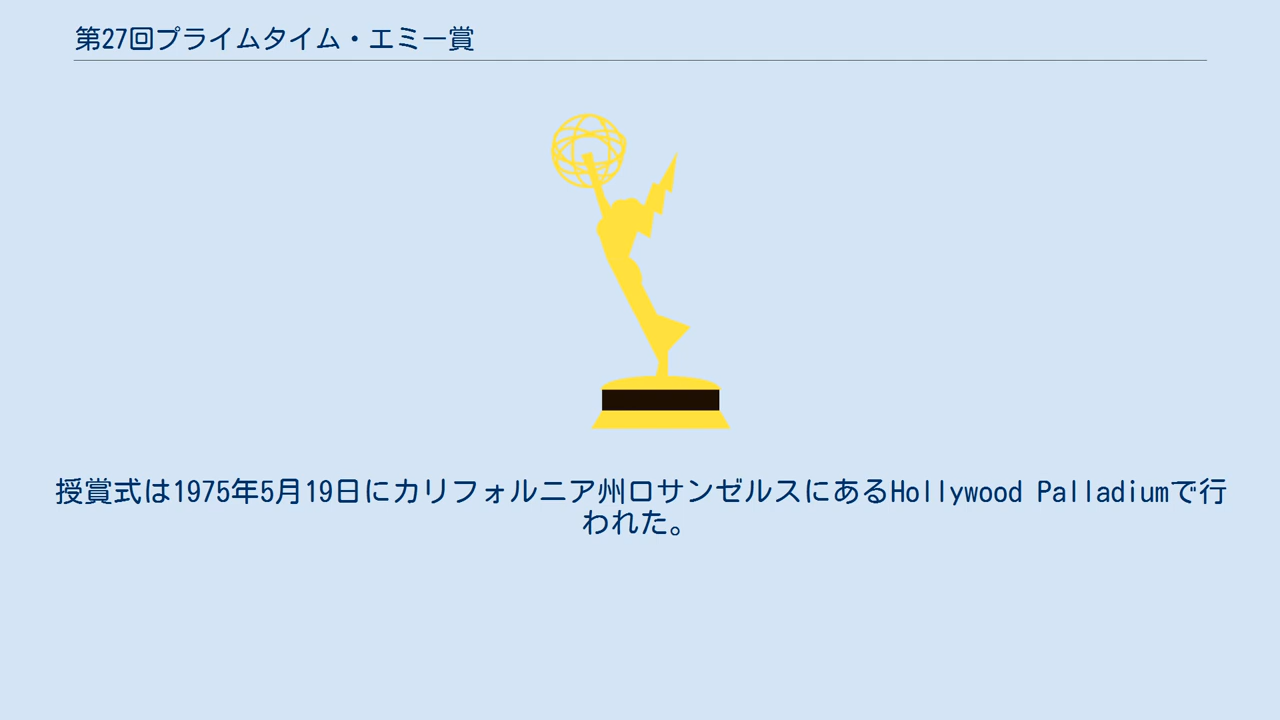 第27回プライムタイム・エミー賞
授賞式は1975年5月19日にカリフォルニア州ロサンゼルスにあるHollywood Palladiumで行
われた。